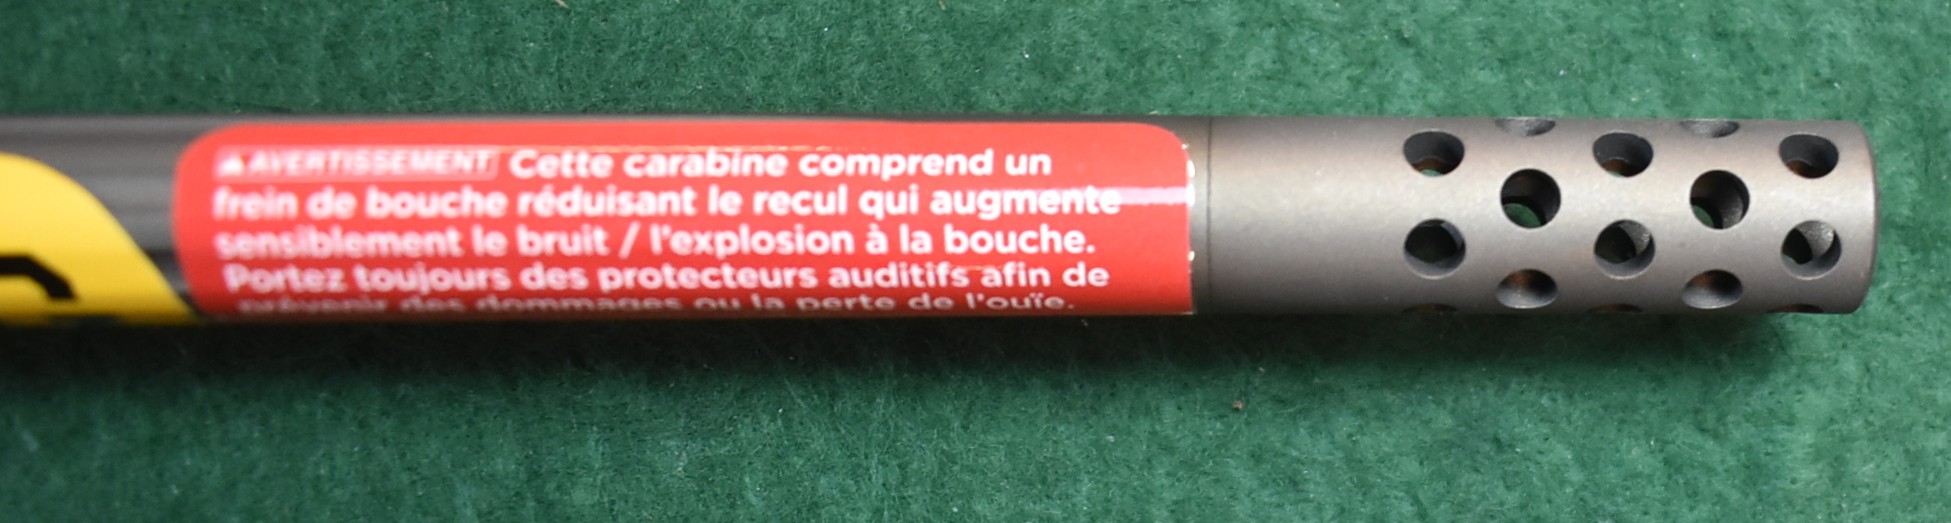 AVERTISSEMENT Cette carabine comprend un
frein de bouche réduisant le recul qui augmente
sensiblement le bruit / l'explosion à la bouche.
Portez toujours des protecteurs auditifs afin de
prévenir des dommages ou la perte de l'ouïe.